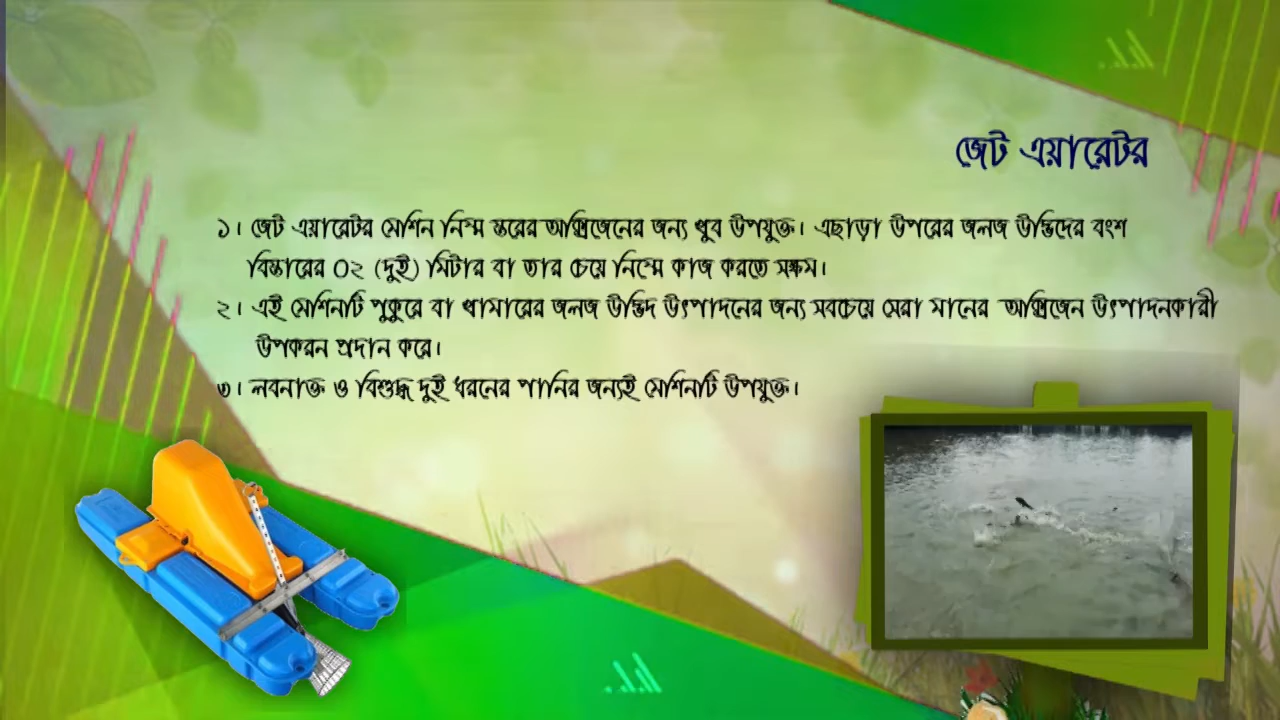 জেট এয়ারেটর
১। জেট এয়ারেটর মেশিন নিম্ম স্তরের অক্সিজেনের জন্য খুব উপযুক্ত। এছাড়া উপরের জলজ উদ্ভিদের বংশ
বিস্তারের ০২ (দুই) মিটার বা তার চেয়ে নিম্মে কাজ করতে সক্ষম।
২। এই মেশিনটি পুকুরে বা খামারের জলজ উদ্ভিদ উৎপাদনের জন্য সবচেয়ে সেরা মানের অক্সিজেন উৎপাদনকারী
উপকরন প্রদান করে।
৩। লবনাক্ত ও বিশুদ্ধ দুই ধরনের পানির জন্যই মেশিনটি উপযুক্ত।